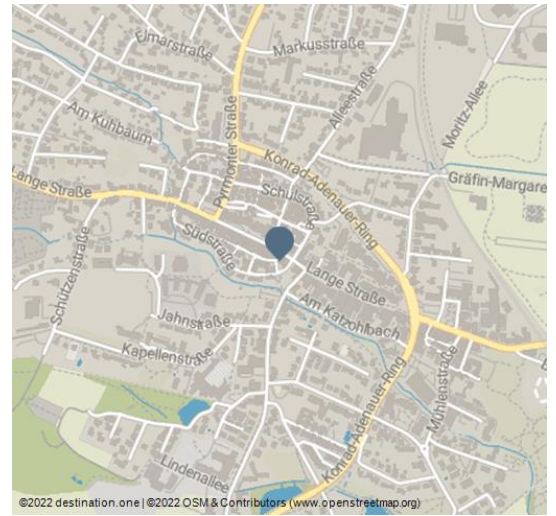 Elmarstraße
Markusstraße
Alleestraße
Moritz-Allee
Am Kuhbaum
Pyrmonter Straße
Konrad-Adenauer-Ring
Gräfin-Margare
Schulstraße
Lange Straße
Südstraße
Schützenstraße
Lange Straße
Am Katzohlbach
Jahnstraße
Kapellenstraße
Mühlenstraße
Konrad-Adenauer-Ring
Lindenallee
©2022 destination.one | ©2022 OSM & Contributors (www.openstreetmap.org)